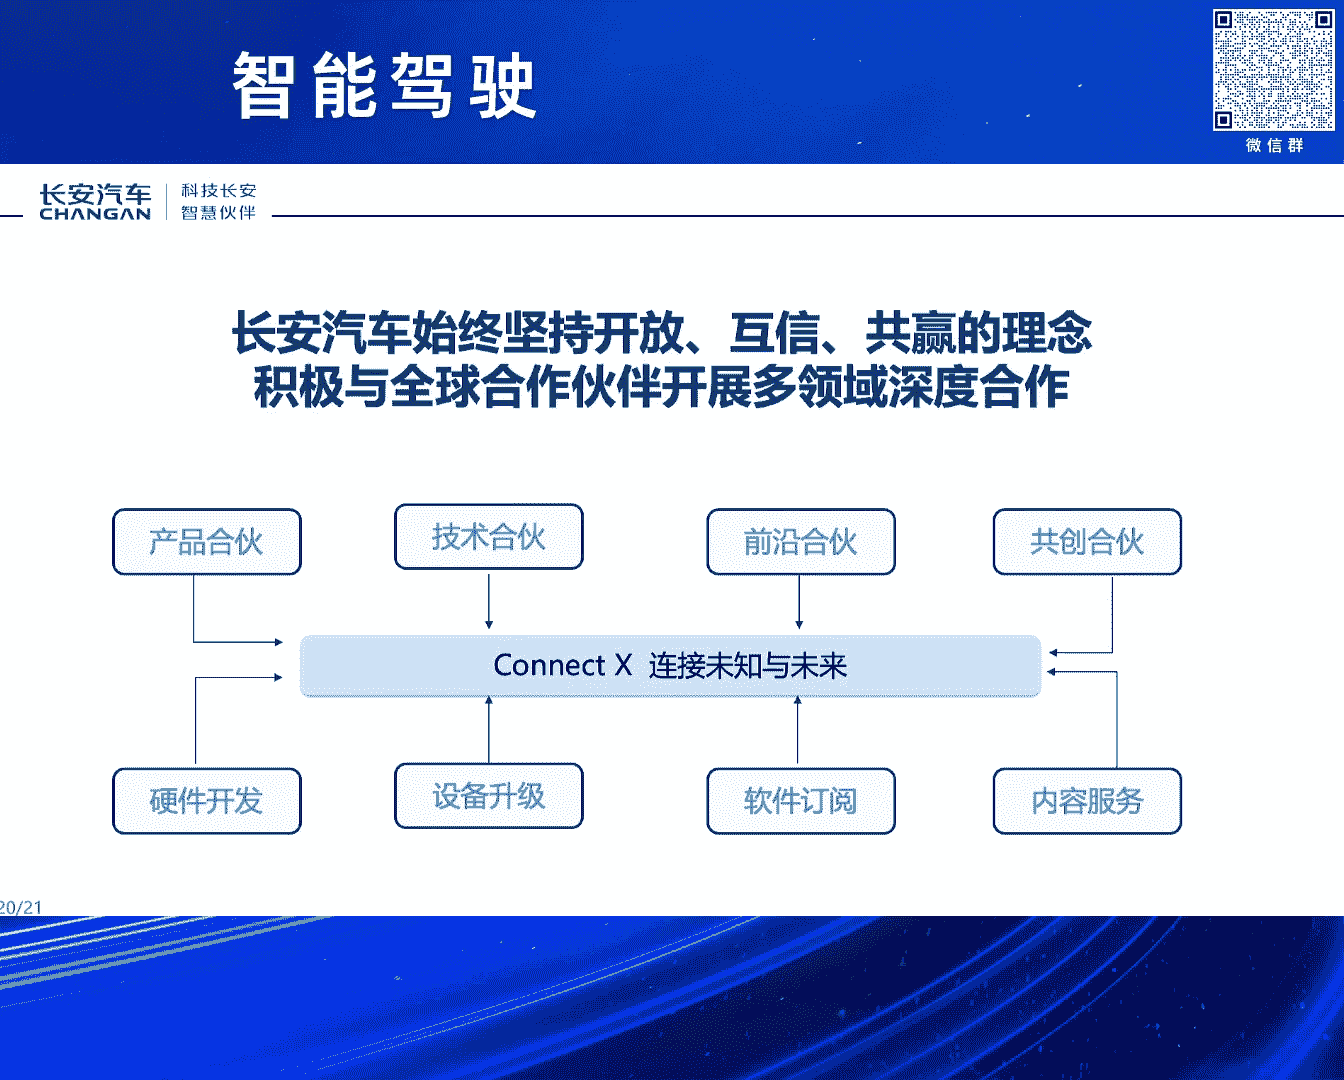 智能驾驶
微信群
长安汽车
CHANGAN
科技长安
智慧伙伴
长安汽车始终坚持开放、互信、共赢的理念
积极与全球合作伙伴开展多领域深度合作
产品合伙
技术合伙
前沿合伙
共创合伙
Connect X 连接未知与未来
硬件开发
设备升级
软件订阅
内容服务
20/21